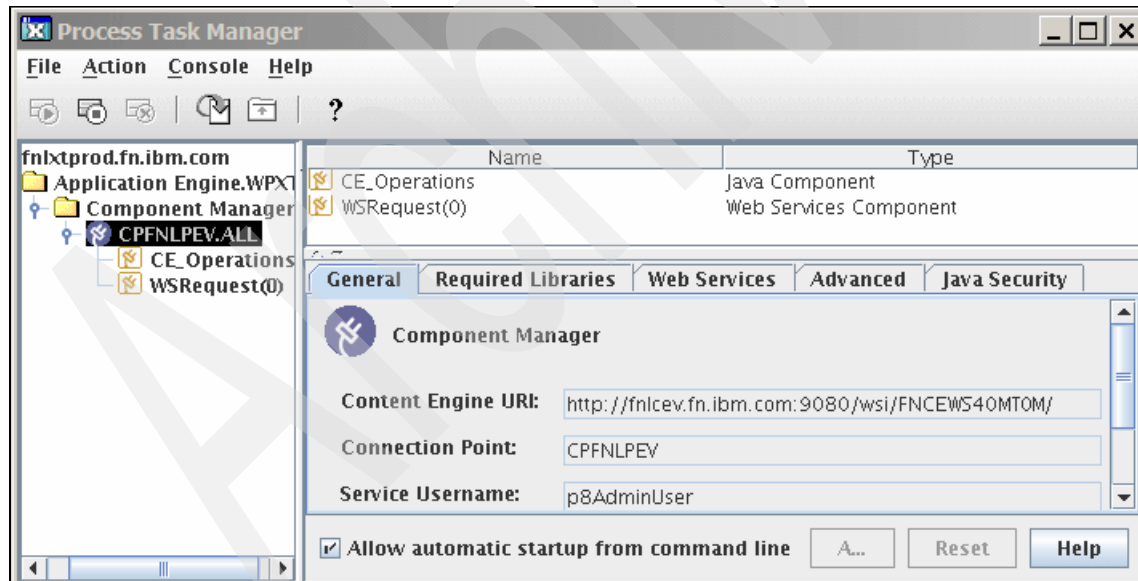 Process Task Manager
File Action Console Help
?
fnlxtprod.fn.ibm.com
Application Engine.WPXT
Component Manager
CPFNLPEV.ALL
CE_Operations
WSRequest(0)
Name Type
CE_Operations Java Component
WSRequest(0) Web Services Component
General Required Libraries Web Services Advanced Java Security
Component Manager
Content Engine URI: http://fnlcev.fn.ibm.com:9080/wsi/FNCEWS40MTOM/
Connection Point: CPFNLPEV
Service Username: p8AdminUser
Allow automatic startup from command line A... Reset Help